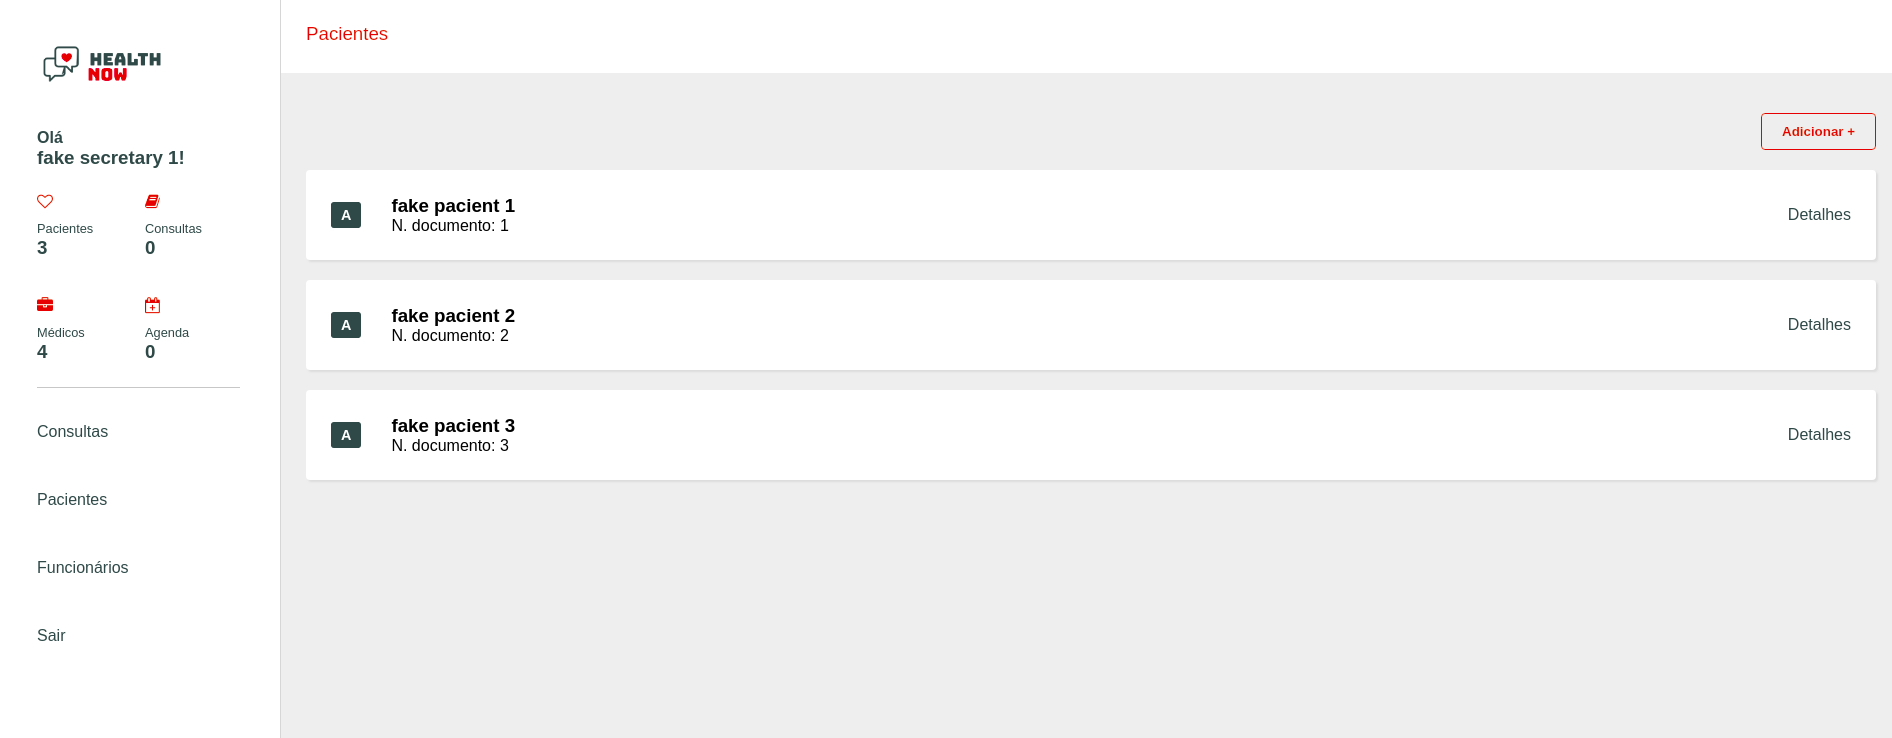 HEALTH
NOW
Olá
fake secretary 1!
Pacientes
3
Consultas
0
Médicos
4
Agenda
0
Consultas
Pacientes
Funcionários
Sair
Pacientes
Adicionar +
A
fake pacient 1
N. documento: 1
Detalhes
A
fake pacient 2
N. documento: 2
Detalhes
A
fake pacient 3
N. documento: 3
Detalhes